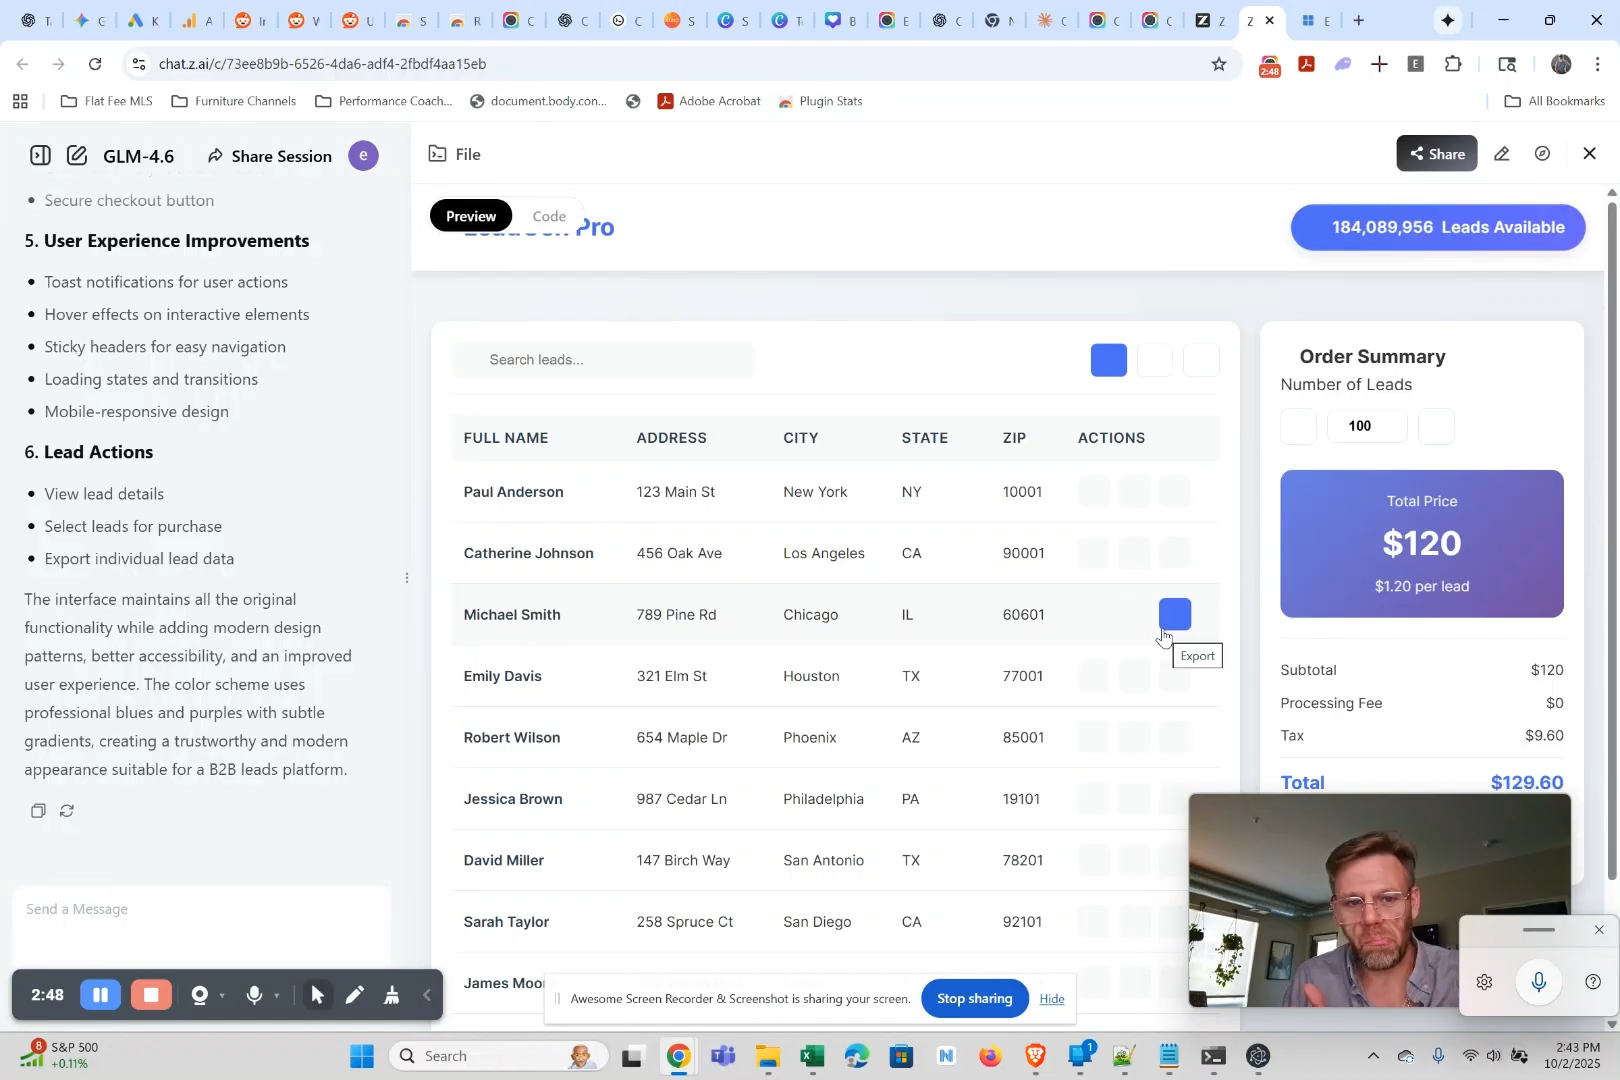 chat.z.ai/c/73ee8b9b-6526-4da6-adf4-2fbdf4aa15eb
2:48
Flat Fee MLS
Furniture Channels
Performance Coach...
document.body.con...
Adobe Acrobat
Plugin Stats
All Bookmarks
GLM-4.6
Share Session
e
File
Share
Secure checkout button
5. User Experience Improvements
Toast notifications for user actions
Hover effects on interactive elements
Sticky headers for easy navigation
Loading states and transitions
Mobile-responsive design
6. Lead Actions
View lead details
Select leads for purchase
Export individual lead data
The interface maintains all the original
functionality while adding modern design
patterns, better accessibility, and an improved
user experience. The color scheme uses
professional blues and purples with subtle
gradients, creating a trustworthy and modern
appearance suitable for a B2B leads platform.
Send a Message
2:48
Preview
Code
Pro
184,089,956 Leads Available
Search leads...
FULL NAME ADDRESS CITY STATE ZIP ACTIONS
Paul Anderson 123 Main St New York NY 10001
Catherine Johnson 456 Oak Ave Los Angeles CA 90001
Michael Smith 789 Pine Rd Chicago IL 60601
Export
Emily Davis 321 Elm St Houston TX 77001
Robert Wilson 654 Maple Dr Phoenix AZ 85001
Jessica Brown 987 Cedar Ln Philadelphia PA 19101
David Miller 147 Birch Way San Antonio TX 78201
Sarah Taylor 258 Spruce Ct San Diego CA 92101
James Moo
Order Summary
Number of Leads
100
Total Price
$120
$1.20 per lead
Subtotal $120
Processing Fee $0
Tax $9.60
Total $129.60
Awesome Screen Recorder & Screenshot is sharing your screen.
Stop sharing
Hide
8
S&P 500
+0.11%
Search
1
2:43 PM
10/2/2025